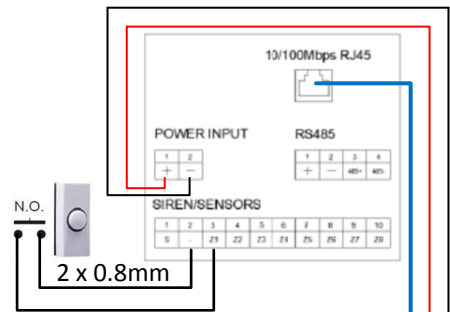 10/100Mbps RJ45
POWER INPUT RS485
1 2 1 2 3 4
+ − + − 485+ 485-
SIREN/SENSORS
N.O.
1 2 3 4 5 6 7 8 9 10
S - Z1 Z2 Z3 Z4 Z5 Z6 Z7 Z8
2 x 0.8mm